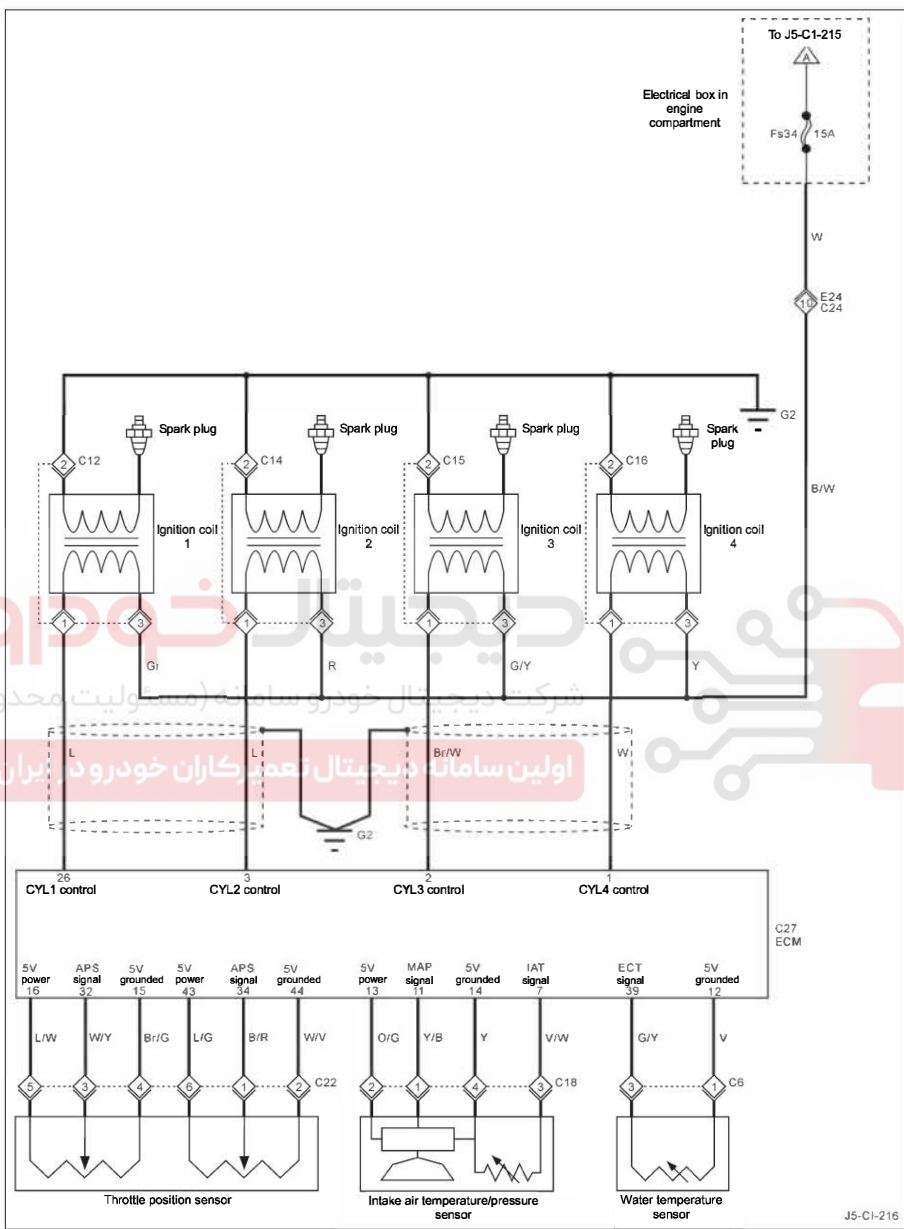 To J5-C1-215
A
Electrical box in
engine
compartment
Fs34 15A
W
10 E24
C24
G2
Spark plug Spark plug Spark plug Spark
plug
2 C12 2 C14 2 C15 2 C16
B/W
Ignition coil
1
Ignition coil
2
Ignition coil
3
Ignition coil
4
1 3 1 3 1 3 1 3
Gr R G/Y Y
دیجیتال خودرو
شرکت دیجیتال خودرو سامانه (مسئولیت محدو
L L Br/W W
اولین سامانه دیجیتال تعمیرکاران خودرو در ایران
G2
26 3 2 1
CYL1 control CYL2 control CYL3 control CYL4 control
C27
ECM
5V
power
16
APS
signal
32
5V
grounded
15
5V
power
43
APS
signal
34
5V
grounded
44
5V
power
13
MAP
signal
11
5V
grounded
14
IAT
signal
7
ECT
signal
39
5V
grounded
12
L/W W/Y Br/G L/G B/R W/V O/G Y/B Y V/W G/Y V
5 3 4 6 1 2 C22 2 1 4 3 C18 3 1 C6
Throttle position sensor
Intake air temperature/pressure
sensor
Water temperature
sensor
J5-CI-216